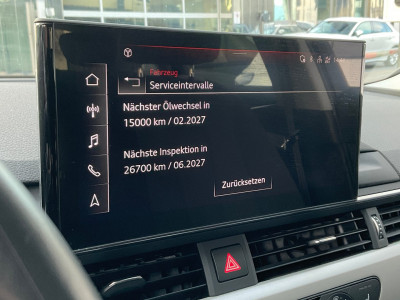 Fahrzeug
Serviceintervalle
Nächster Ölwechsel in
15000 km / 02.2027
Nächste Inspektion in
26700 km / 06.2027
Zurücksetzen